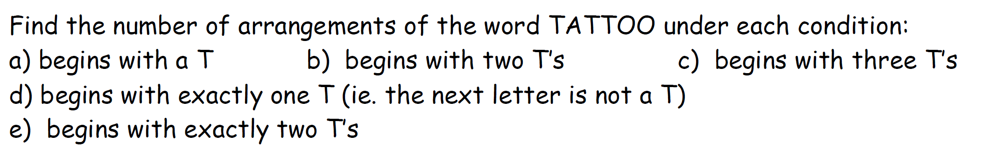 Find the number of arrangements of the word TATTOO under each condition:
a) begins with a T b) begins with two T's c) begins with three T's
d) begins with exactly one T (ie. the next letter is not a T)
e) begins with exactly two T's